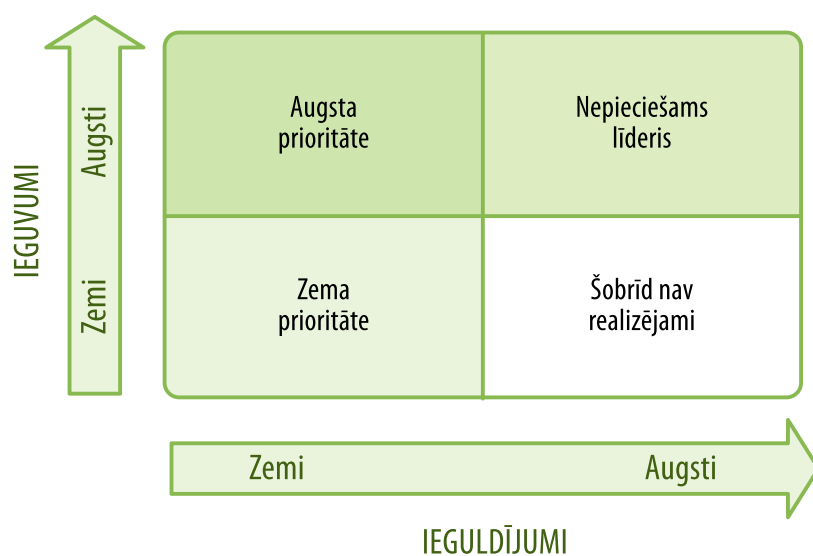 IEGUVUMI
Augsti
Zemi
Augsta
prioritāte
Nepieciešams
līderis
Zema
prioritāte
Šobrīd nav
realizējami
Zemi
Augsti
IEGULDĪJUMI